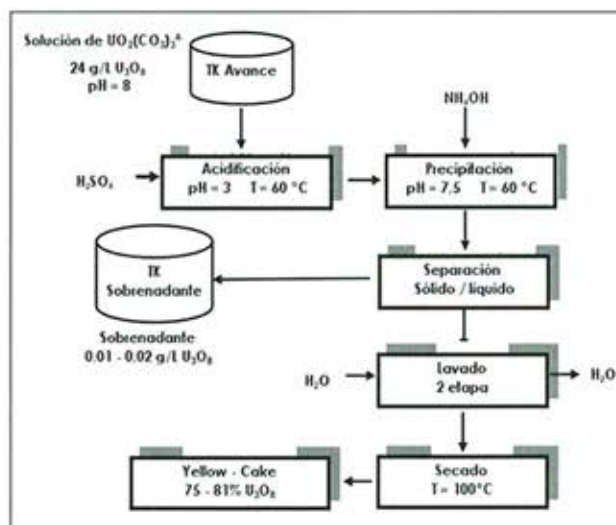 Solución de UO₂(CO₃)₃⁴
24 g/l U₃O₈
pH = 8
TK Avance
NH₄OH
H₂SO₄
Acidificación
pH = 3 T = 60 °C
Precipitación
pH = 7.5 T = 60 °C
TK
Sobrenadante
Separación
Sólido / líquido
Sobrenadante
0.01 - 0.02 g/l U₃O₈
H₂O
Lavado
2 etapa
H₂O
Yellow - Cake
75 - 81% U₃O₈
Secado
T = 100°C